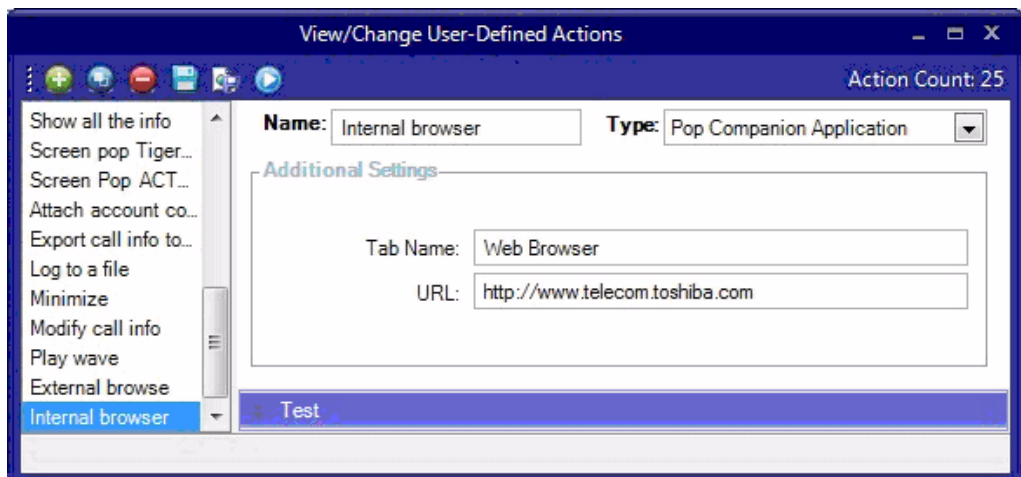 View/Change User-Defined Actions
Action Count: 25
Show all the info
Screen pop Tiger...
Screen Pop ACT...
Attach account co...
Export call info to...
Log to a file
Minimize
Modify call info
Play wave
External browse
Internal browser
Name: Internal browser Type: Pop Companion Application
Additional Settings
Tab Name: Web Browser
URL: http://www.telecom.toshiba.com
Test